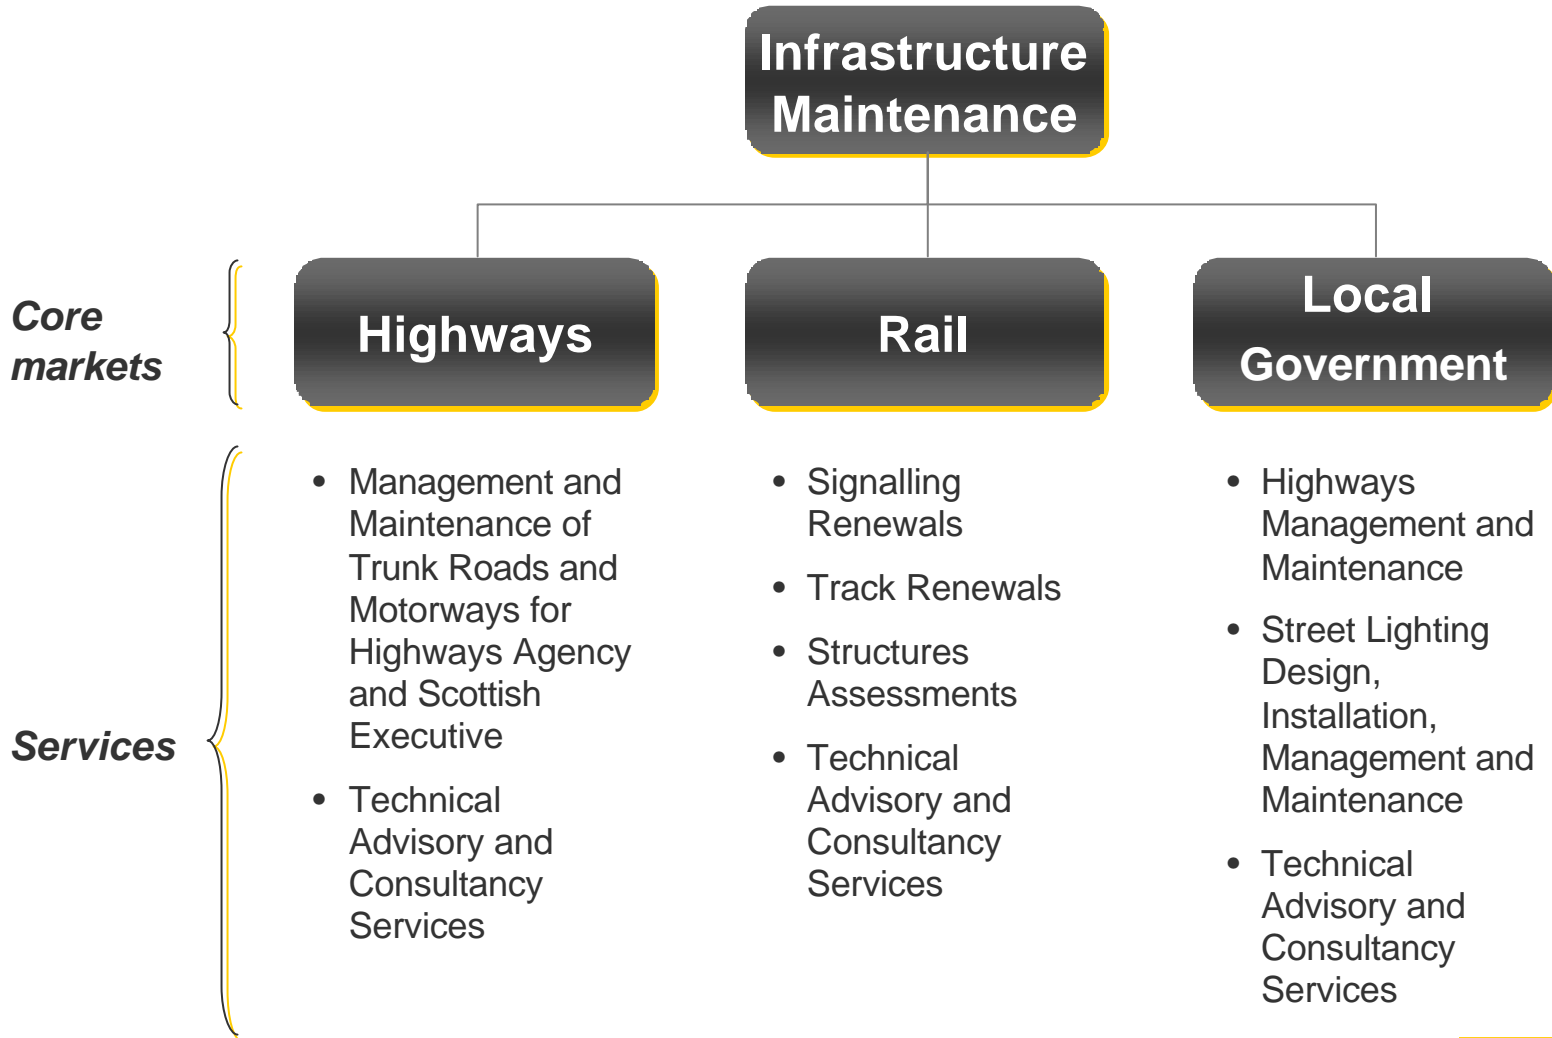 Infrastructure
Maintenance
Core
markets
Highways
Rail
Local
Government
Services
• Management and
Maintenance of
Trunk Roads and
Motorways for
Highways Agency
and Scottish
Executive
• Technical
Advisory and
Consultancy
Services
• Signalling
Renewals
• Track Renewals
• Structures
Assessments
• Technical
Advisory and
Consultancy
Services
• Highways
Management and
Maintenance
• Street Lighting
Design,
Installation,
Management and
Maintenance
• Technical
Advisory and
Consultancy
Services